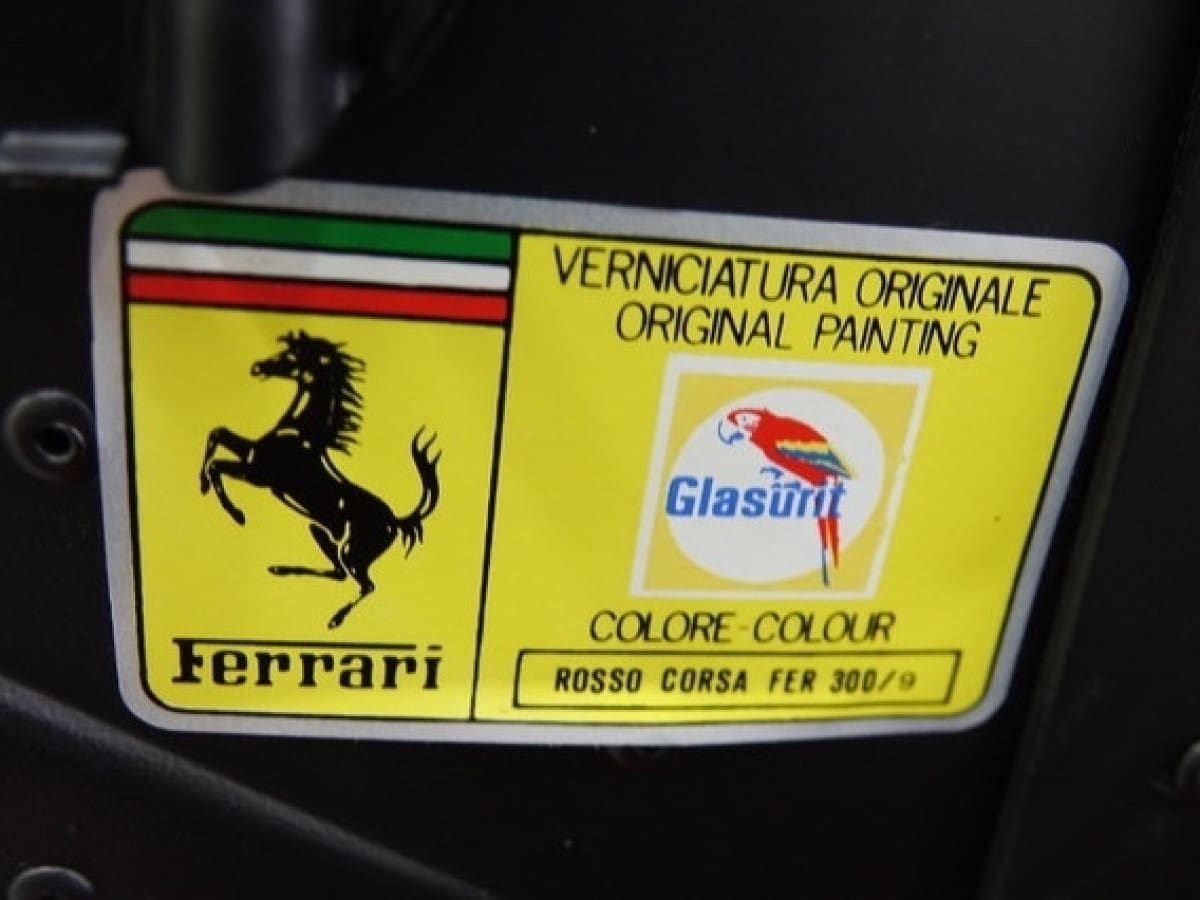 VERNICIATURA ORIGINALE
ORIGINAL PAINTING
Glasurit
COLORE-COLOUR
ROSSO CORSA FER 300/9
Ferrari